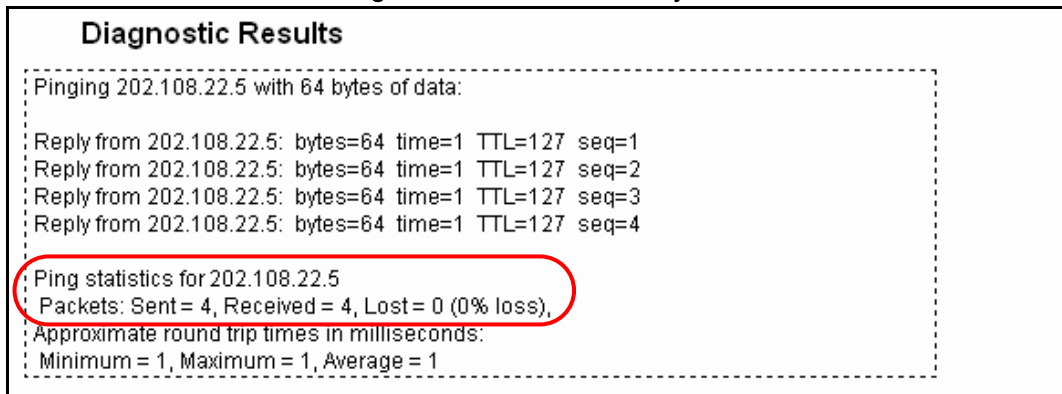 Diagnostic Results
Pinging 202.108.22.5 with 64 bytes of data:
Reply from 202.108.22.5: bytes=64 time=1 TTL=127 seq=1
Reply from 202.108.22.5: bytes=64 time=1 TTL=127 seq=2
Reply from 202.108.22.5: bytes=64 time=1 TTL=127 seq=3
Reply from 202.108.22.5: bytes=64 time=1 TTL=127 seq=4
Ping statistics for 202.108.22.5
Packets: Sent = 4, Received = 4, Lost = 0 (0% loss),
Approximate round trip times in milliseconds:
Minimum = 1, Maximum = 1, Average = 1